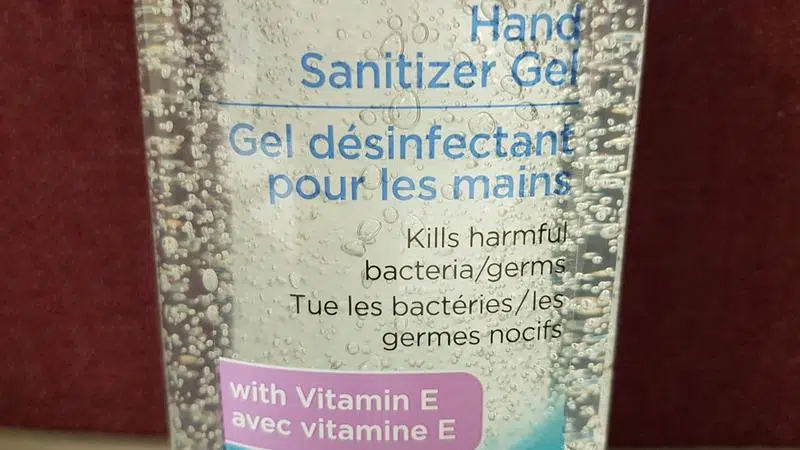 Hand
Sanitizer Gel
Gel désinfectant
pour les mains
Kills harmful
bacteria/germs
Tue les bactéries/les
germes nocifs
with Vitamin E
avec vitamine E